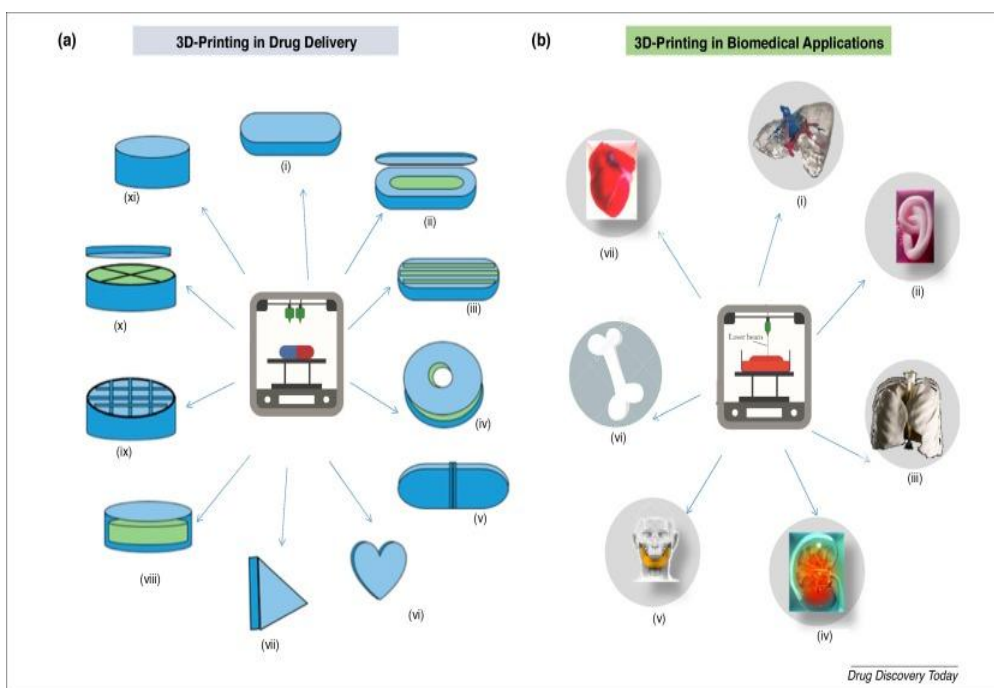 (a)
3D-Printing in Drug Delivery
(b)
3D-Printing in Biomedical Applications
(i)
(ii)
(iii)
(iv)
(v)
(vi)
(vii)
(viii)
(ix)
(x)
(xi)
(i)
(ii)
(iii)
(iv)
(v)
(vi)
(vii)
Laser beam
Drug Discovery Today